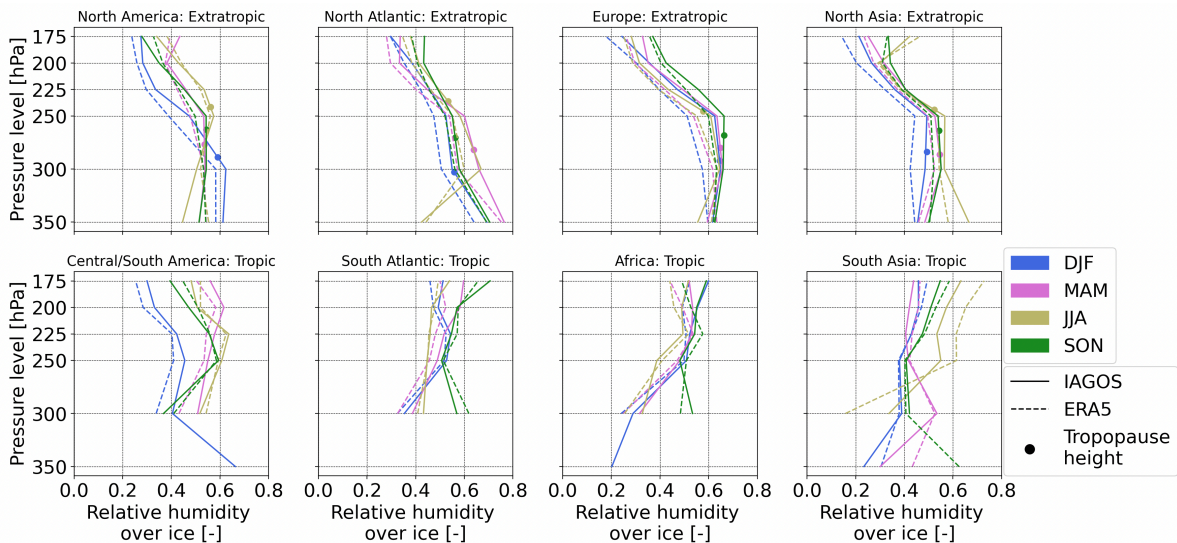 North America: Extratropic
North Atlantic: Extratropic
Europe: Extratropic
North Asia: Extratropic
Pressure level [hPa]
175
200
225
250
300
350
Central/South America: Tropic
South Atlantic: Tropic
Africa: Tropic
South Asia: Tropic
Pressure level [hPa]
175
200
225
250
300
350
0.0 0.2 0.4 0.6 0.8
0.0 0.2 0.4 0.6 0.8
0.0 0.2 0.4 0.6 0.8
0.0 0.2 0.4 0.6 0.8
Relative humidity
over ice [-]
Relative humidity
over ice [-]
Relative humidity
over ice [-]
Relative humidity
over ice [-]
DJF
MAM
JJA
SON
IAGOS
ERA5
Tropopause
height